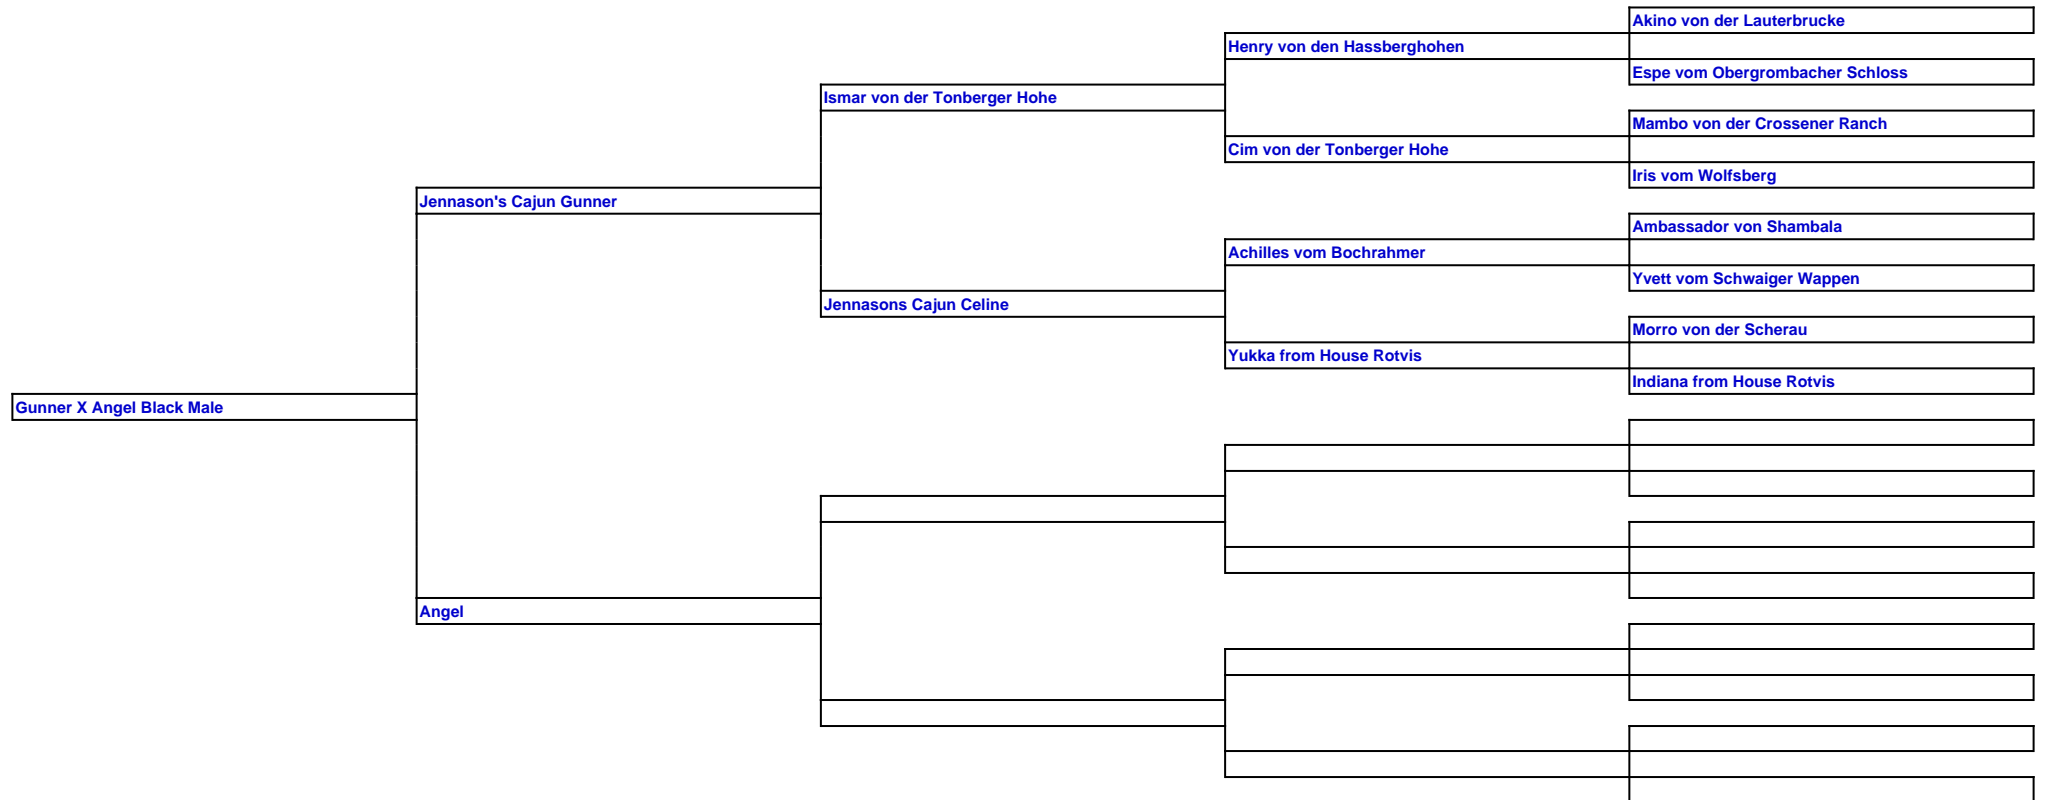 Akino von der Lauterbrucke
Henry von den Hassberghohen
Espe vom Obergrombacher Schloss
Ismar von der Tonberger Hohe
Mambo von der Crossener Ranch
Cim von der Tonberger Hohe
Iris vom Wolfsberg
Jennason's Cajun Gunner
Ambassador von Shambala
Achilles vom Bochrahmer
Yvett vom Schwaiger Wappen
Jennasons Cajun Celine
Morro von der Scherau
Yukka from House Rotvis
Indiana from House Rotvis
Gunner X Angel Black Male
Angel